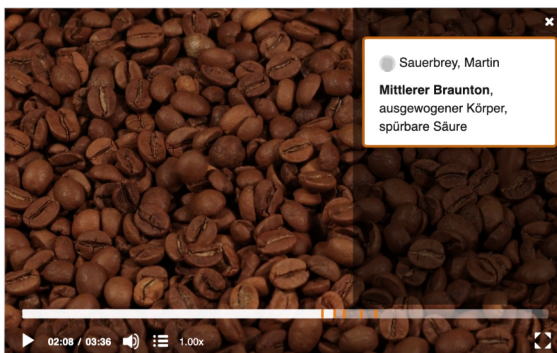 Sauerbrey, Martin
Mittlerer Braunton,
ausgewogener Körper,
spürbare Säure
02:08 / 03:36
1.00x